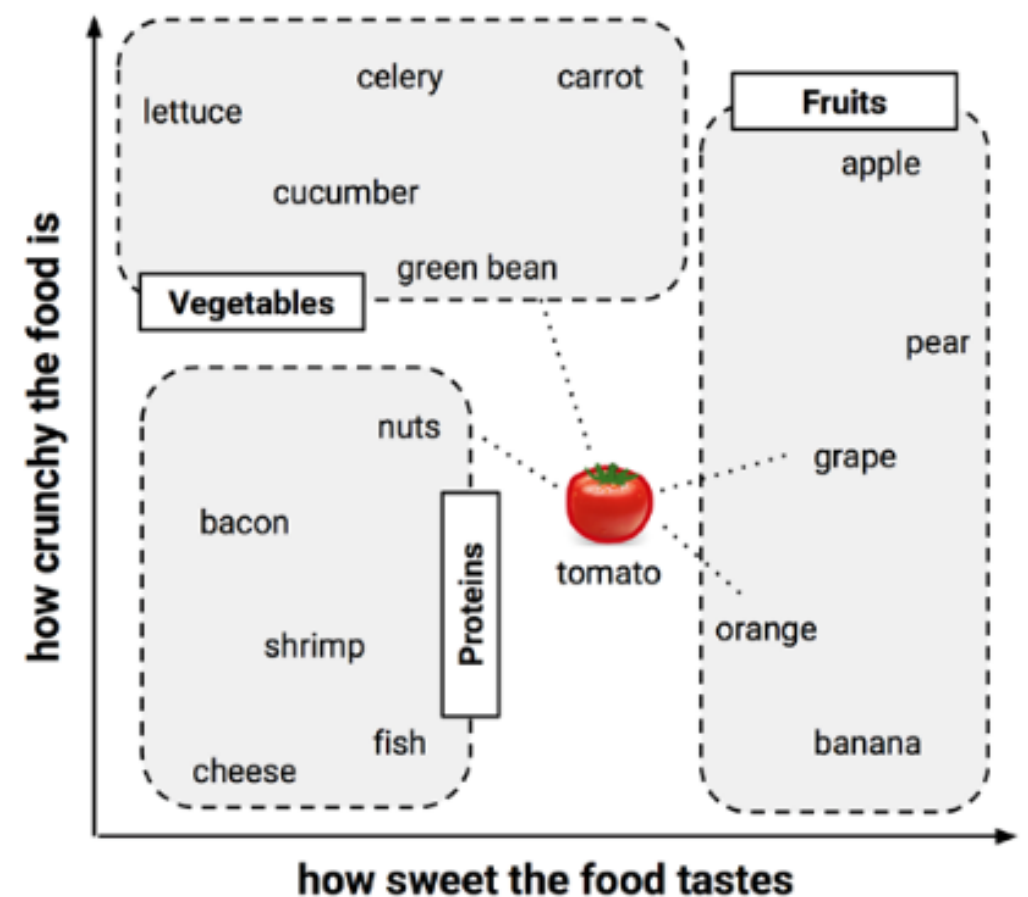 celery
carrot
lettuce
Fruits
apple
cucumber
green bean
Vegetables
pear
nuts
grape
bacon
tomato
Proteins
orange
shrimp
fish
banana
cheese
how crunchy the food is
how sweet the food tastes